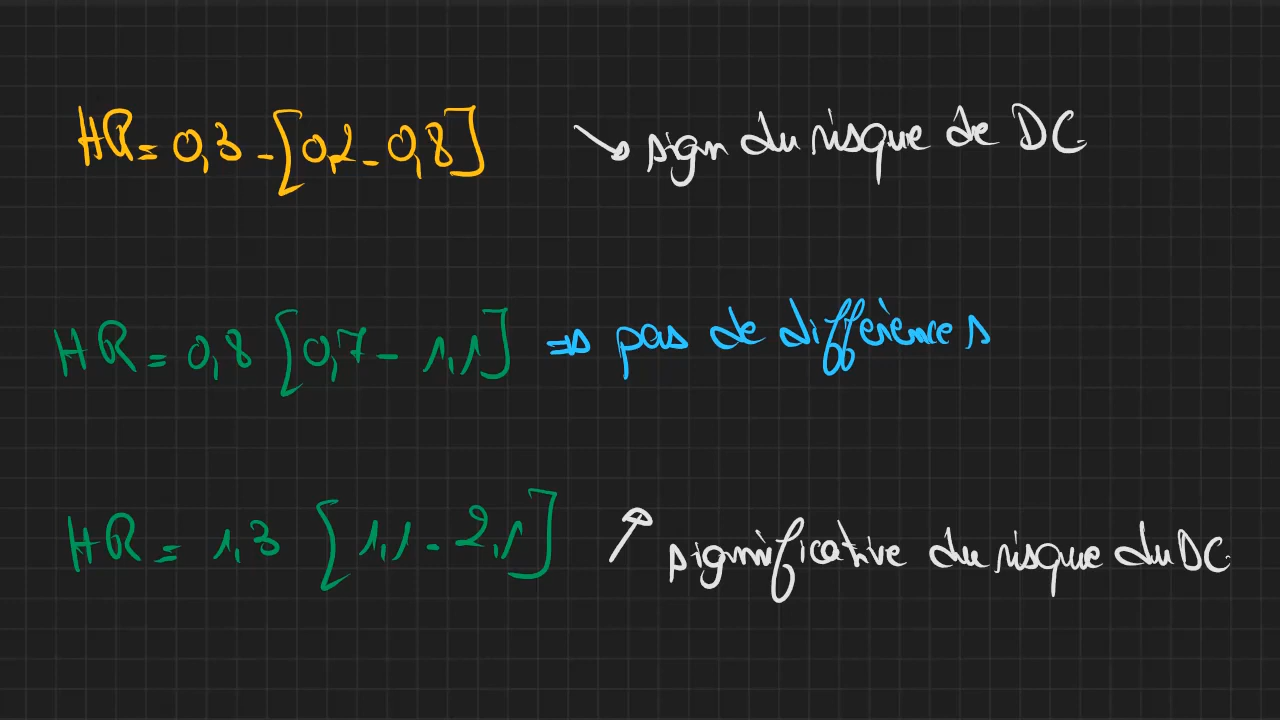 HR = 0,3 - [0,2 - 0,8] ↘ sign du risque de DC
HR = 0,8 [0,7 - 1,1] ⇒ pas de différences
HR = 1,3 [1,1 - 2,1] ↗ significative du risque du DC